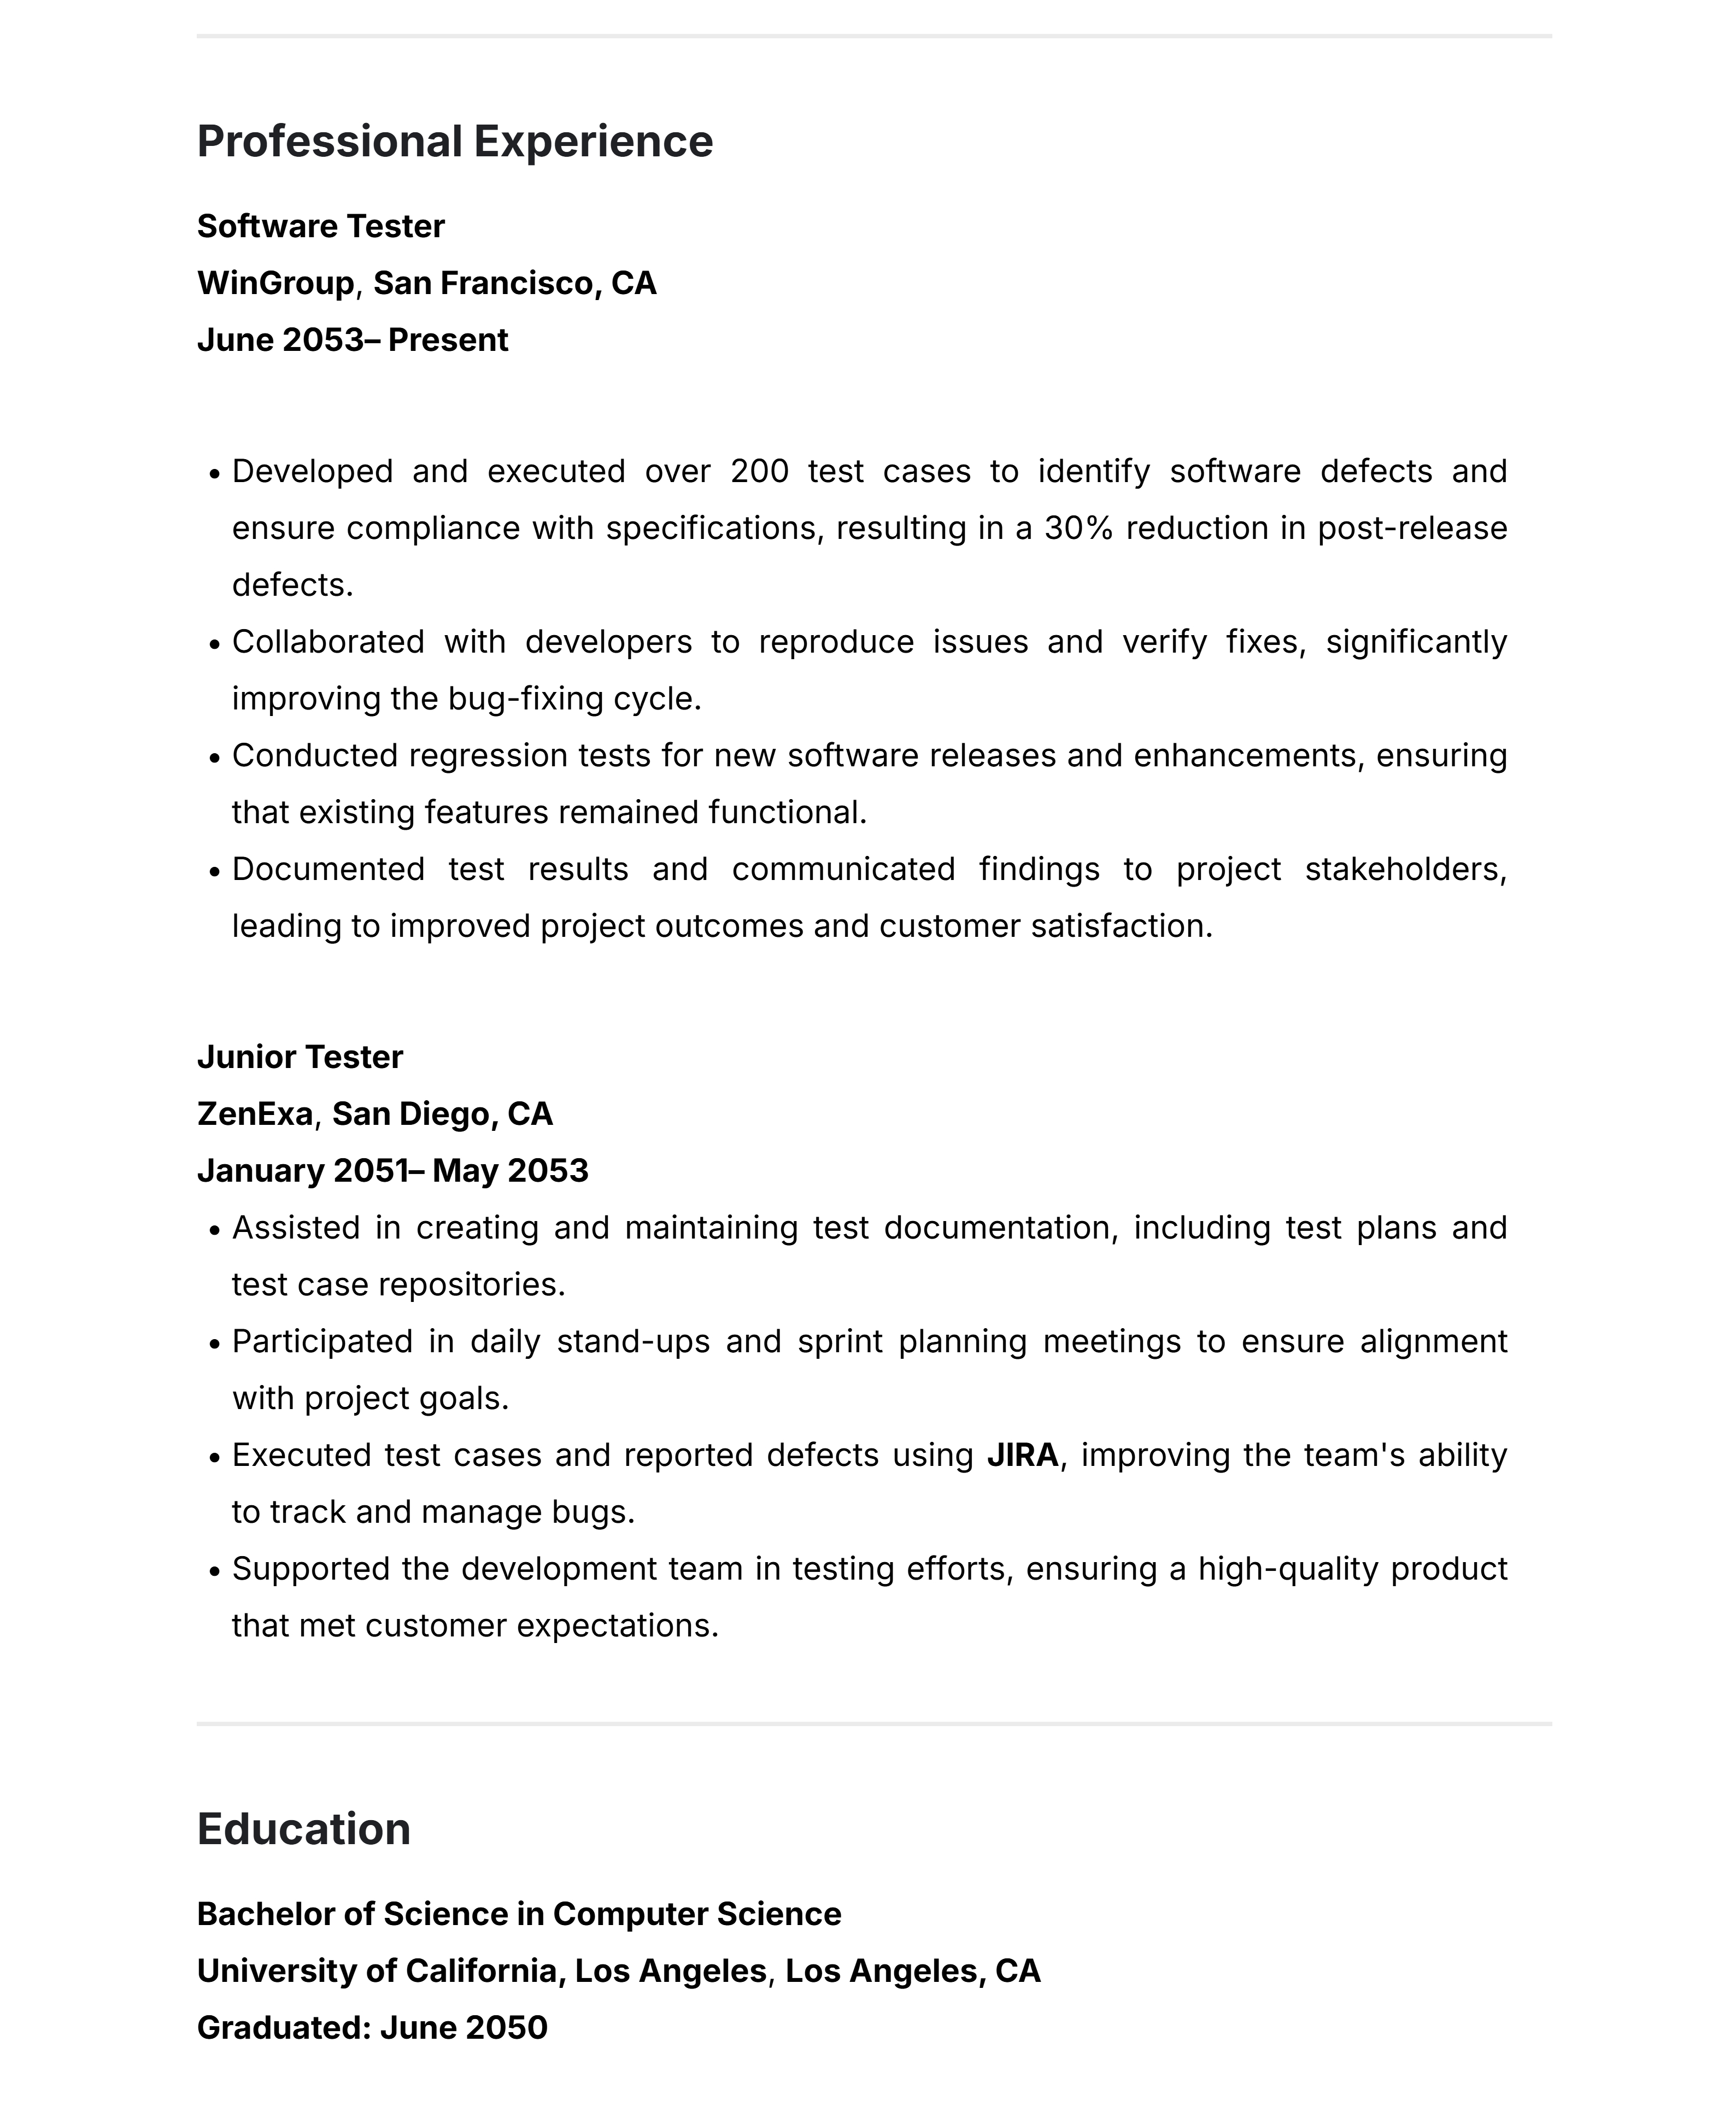 Professional Experience
Software Tester
WinGroup, San Francisco, CA
June 2053– Present
• Developed and executed over 200 test cases to identify software defects and
ensure compliance with specifications, resulting in a 30% reduction in post-release
defects.
• Collaborated with developers to reproduce issues and verify fixes, significantly
improving the bug-fixing cycle.
• Conducted regression tests for new software releases and enhancements, ensuring
that existing features remained functional.
• Documented test results and communicated findings to project stakeholders,
leading to improved project outcomes and customer satisfaction.
Junior Tester
ZenExa, San Diego, CA
January 2051– May 2053
• Assisted in creating and maintaining test documentation, including test plans and
test case repositories.
• Participated in daily stand-ups and sprint planning meetings to ensure alignment
with project goals.
• Executed test cases and reported defects using JIRA, improving the team's ability
to track and manage bugs.
• Supported the development team in testing efforts, ensuring a high-quality product
that met customer expectations.
Education
Bachelor of Science in Computer Science
University of California, Los Angeles, Los Angeles, CA
Graduated: June 2050